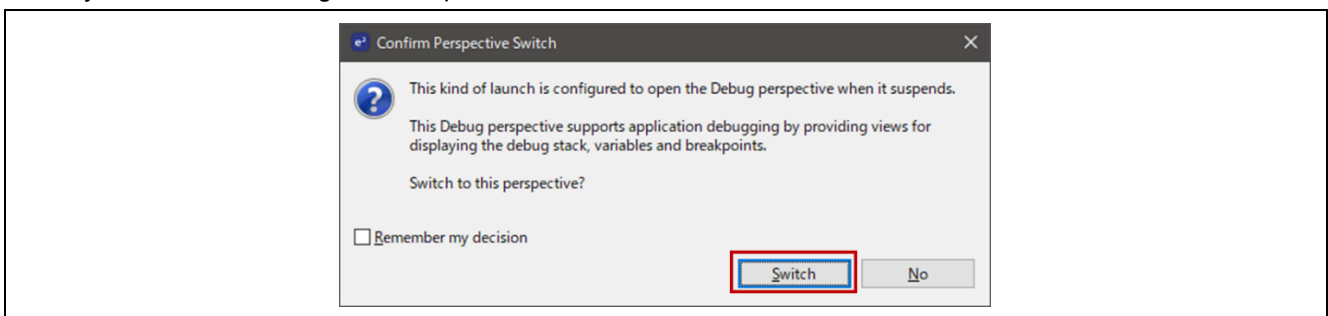 e²
Confirm Perspective Switch
This kind of launch is configured to open the Debug perspective when it suspends.
This Debug perspective supports application debugging by providing views for
displaying the debug stack, variables and breakpoints.
Switch to this perspective?
Remember my decision
Switch No